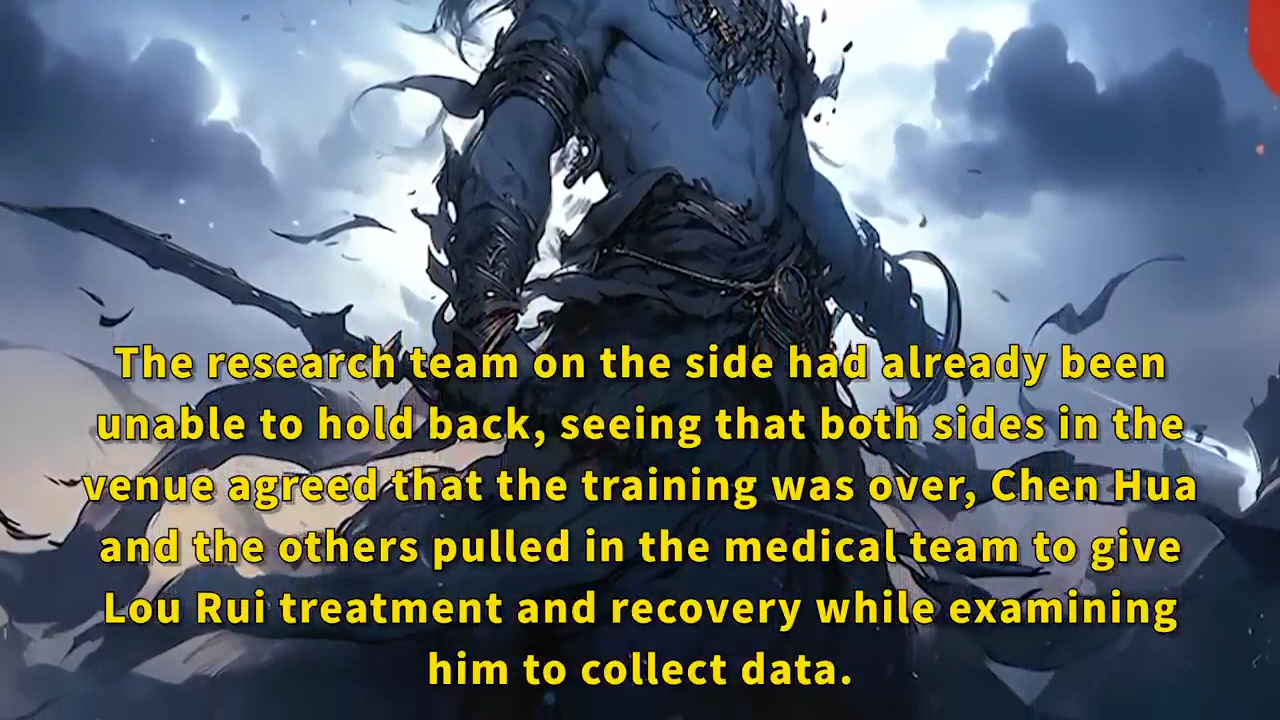 The research team on the side had already been
unable to hold back, seeing that both sides in the
venue agreed that the training was over, Chen Hua
and the others pulled in the medical team to give
Lou Rui treatment and recovery while examining
him to collect data.